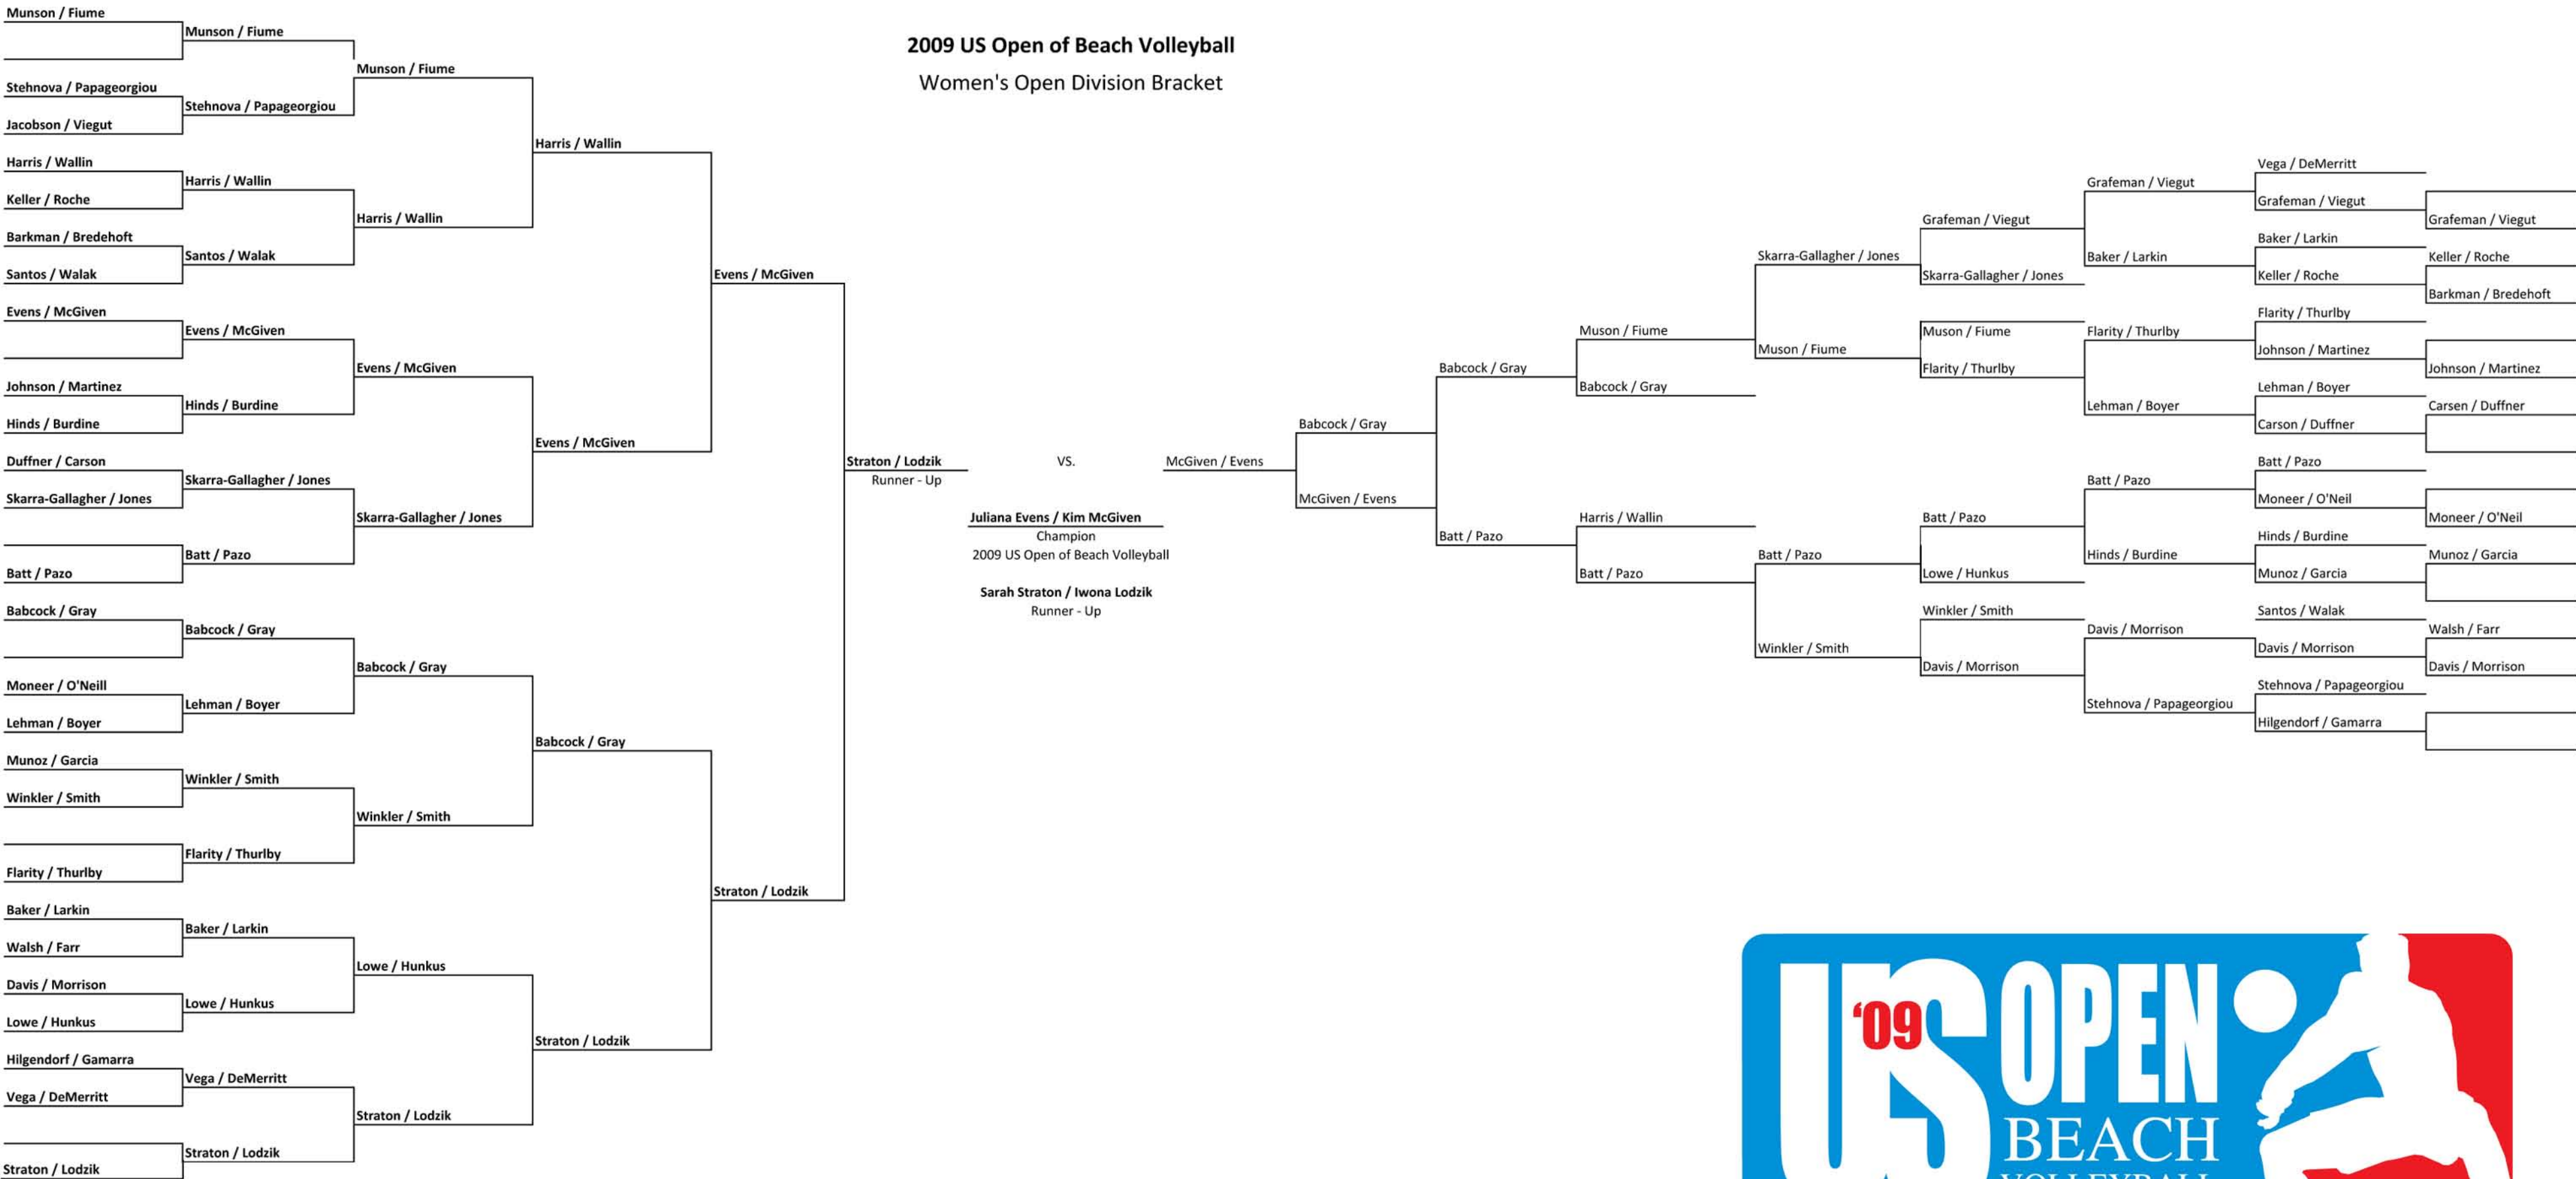 2009 US Open of Beach Volleyball
Women's Open Division Bracket
Munson / Fiume
Stehnova / Papageorgiou
Jacobson / Viegut
Harris / Wallin
Keller / Roche
Barkman / Bredehoft
Santos / Walak
Evens / McGiven
Johnson / Martinez
Hinds / Burdine
Duffner / Carson
Skarra-Gallagher / Jones
Batt / Pazo
Babcock / Gray
Moneer / O'Neill
Lehman / Boyer
Munoz / Garcia
Winkler / Smith
Flarity / Thurlby
Baker / Larkin
Walsh / Farr
Davis / Morrison
Lowe / Hunkus
Hilgendorf / Gamarra
Vega / DeMerritt
Straton / Lodzik
Munson / Fiume
Stehnova / Papageorgiou
Harris / Wallin
Santos / Walak
Evens / McGiven
Hinds / Burdine
Skarra-Gallagher / Jones
Batt / Pazo
Babcock / Gray
Lehman / Boyer
Winkler / Smith
Flarity / Thurlby
Baker / Larkin
Lowe / Hunkus
Vega / DeMerritt
Straton / Lodzik
Munson / Fiume
Harris / Wallin
Evens / McGiven
Skarra-Gallagher / Jones
Babcock / Gray
Winkler / Smith
Lowe / Hunkus
Straton / Lodzik
Harris / Wallin
Evens / McGiven
Babcock / Gray
Straton / Lodzik
Evens / McGiven
Straton / Lodzik
Straton / Lodzik
Runner - Up
VS.
Juliana Evens / Kim McGiven
Champion
2009 US Open of Beach Volleyball
Sarah Straton / Iwona Lodzik
Runner - Up
McGiven / Evens
Babcock / Gray
McGiven / Evens
Babcock / Gray
Batt / Pazo
Muson / Fiume
Babcock / Gray
Harris / Wallin
Batt / Pazo
Skarra-Gallagher / Jones
Muson / Fiume
Batt / Pazo
Winkler / Smith
Grafeman / Viegut
Skarra-Gallagher / Jones
Muson / Fiume
Flarity / Thurlby
Batt / Pazo
Lowe / Hunkus
Winkler / Smith
Davis / Morrison
Grafeman / Viegut
Baker / Larkin
Flarity / Thurlby
Lehman / Boyer
Batt / Pazo
Hinds / Burdine
Davis / Morrison
Stehnova / Papageorgiou
Vega / DeMerritt
Grafeman / Viegut
Baker / Larkin
Keller / Roche
Flarity / Thurlby
Johnson / Martinez
Lehman / Boyer
Carson / Duffner
Batt / Pazo
Moneer / O'Neil
Hinds / Burdine
Munoz / Garcia
Santos / Walak
Davis / Morrison
Stehnova / Papageorgiou
Hilgendorf / Gamarra
Grafeman / Viegut
Keller / Roche
Barkman / Bredehoft
Johnson / Martinez
Carsen / Duffner
Moneer / O'Neil
Munoz / Garcia
Walsh / Farr
Davis / Morrison
US OPEN
'09
BEACH
VOLLEYBALL